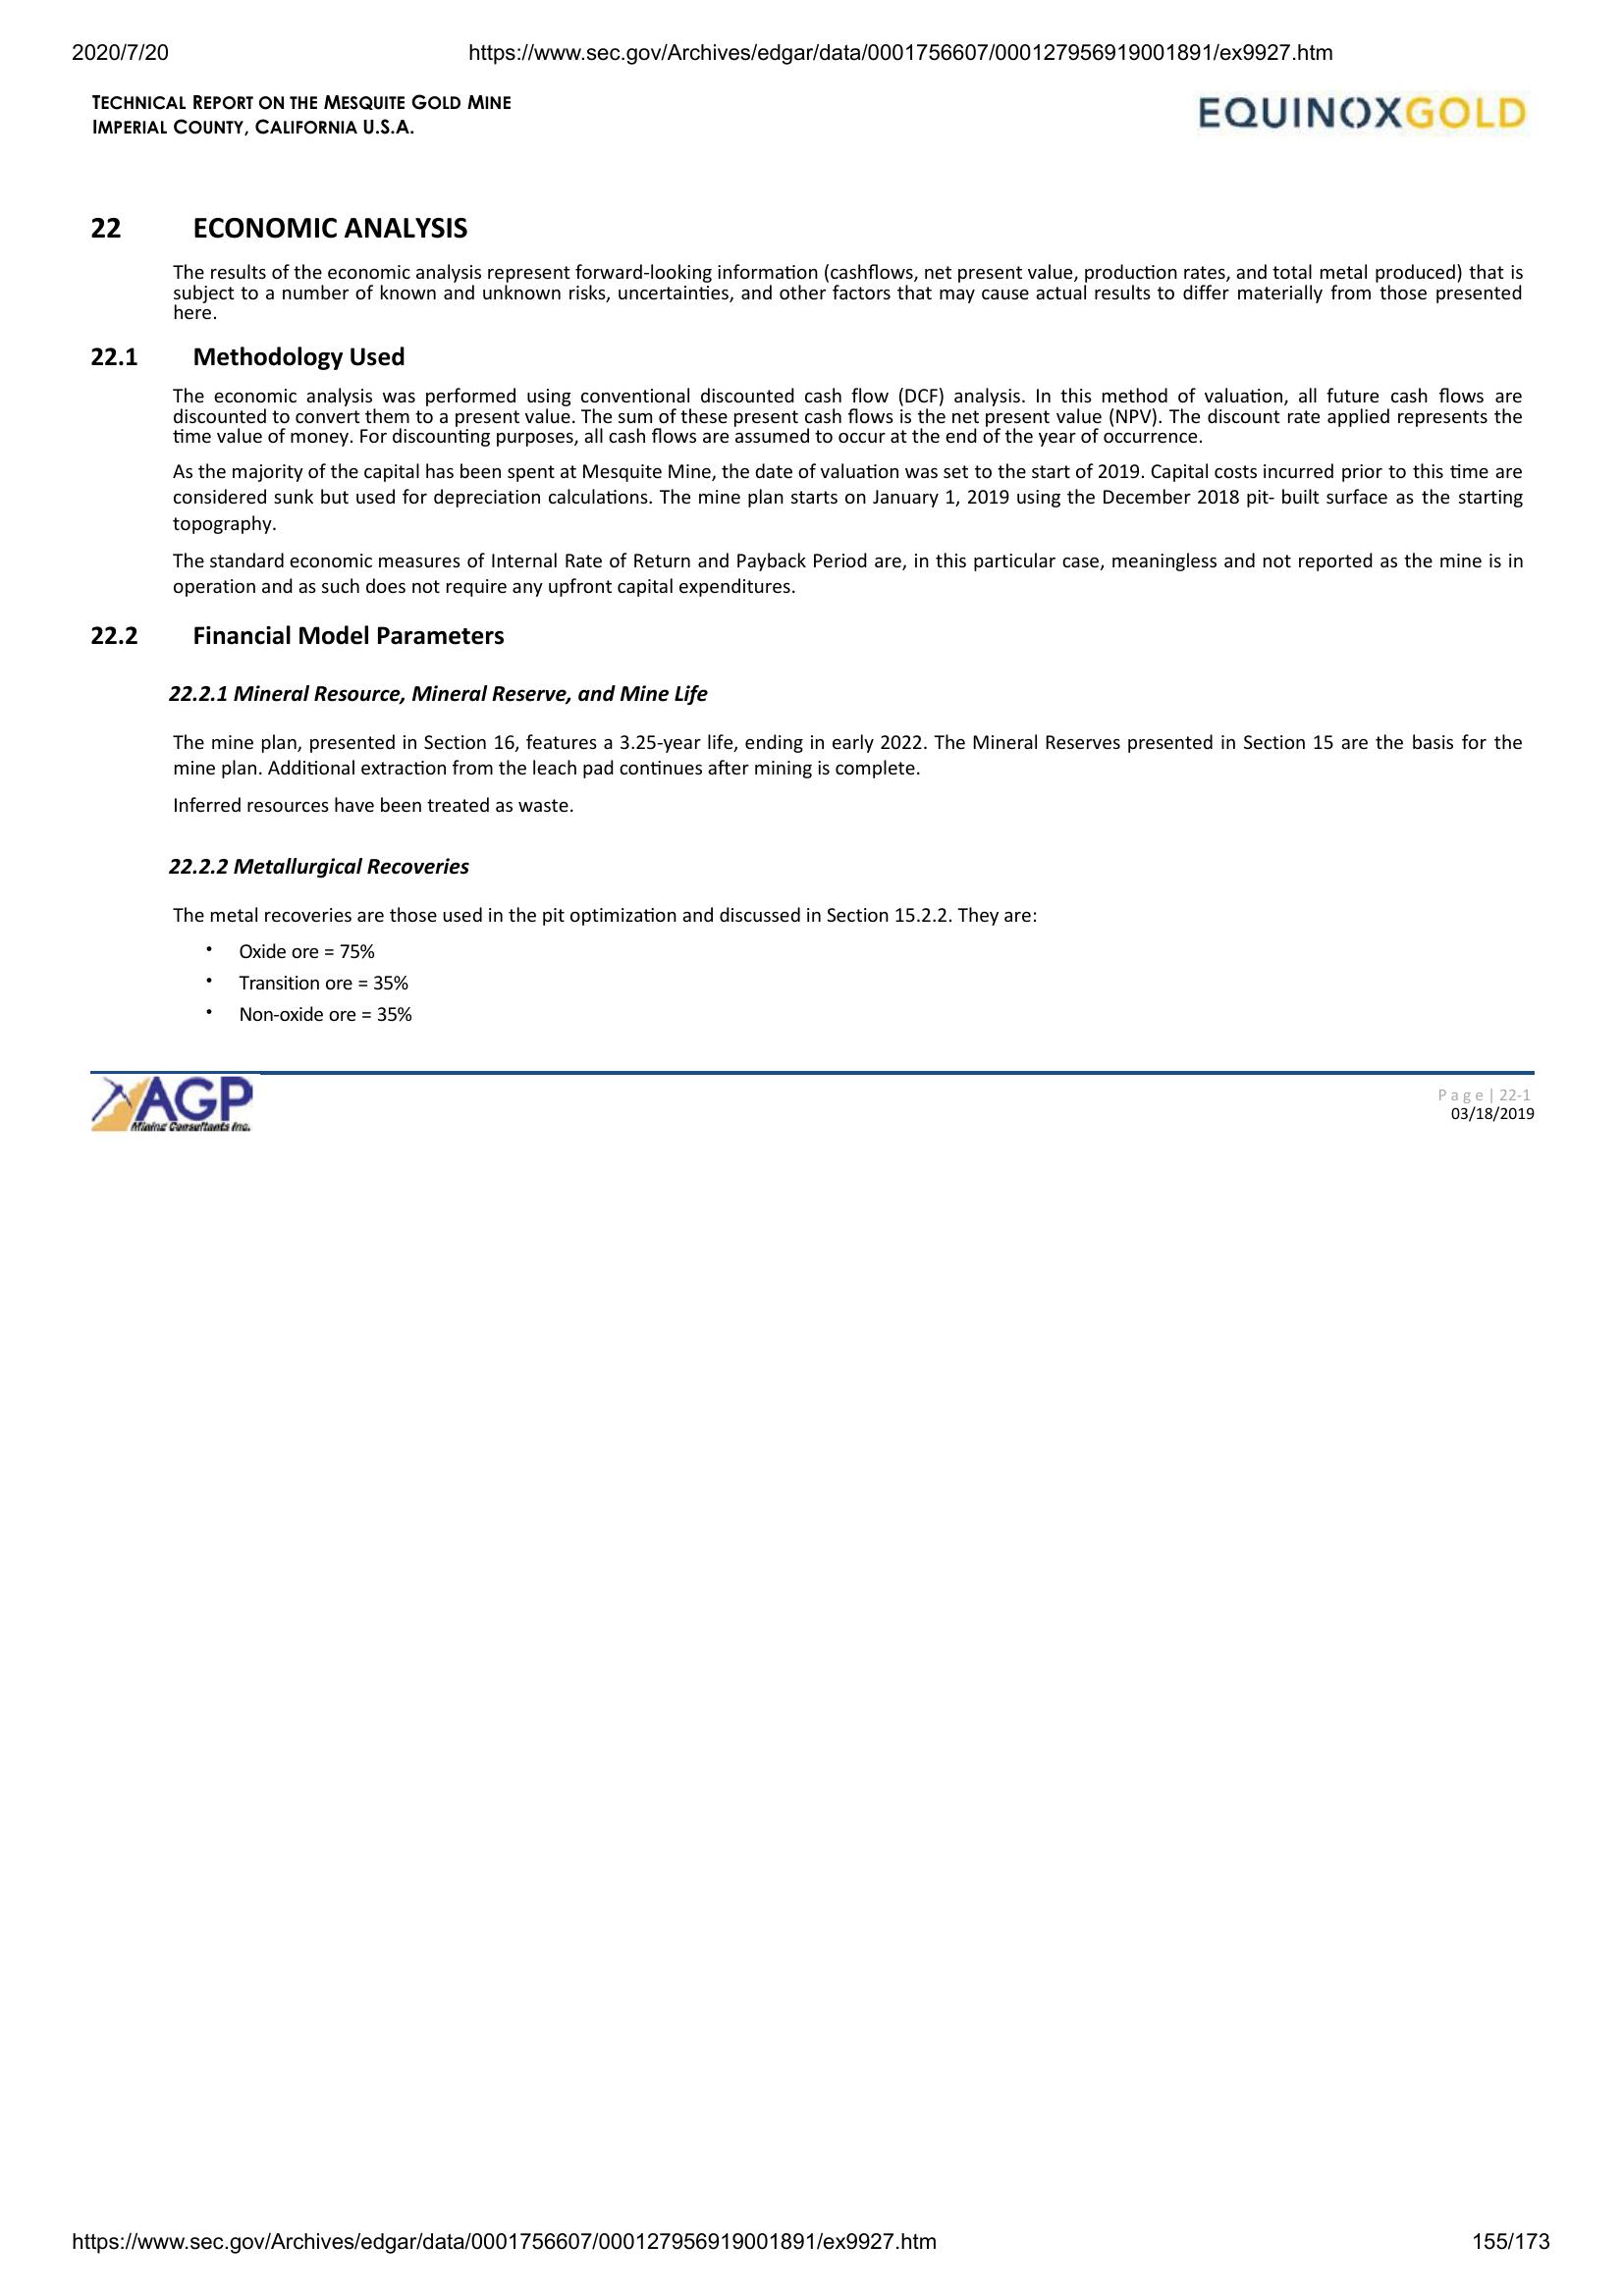 2020/7/20 https://www.sec.gov/Archives/edgar/data/0001756607/000127956919001891/ex9927.htm
TECHNICAL REPORT ON THE MESQUITE GOLD MINE
IMPERIAL COUNTY, CALIFORNIA U.S.A.
EQUINOXGOLD
22 ECONOMIC ANALYSIS
The results of the economic analysis represent forward-looking information (cashflows, net present value, production rates, and total metal produced) that is
subject to a number of known and unknown risks, uncertainties, and other factors that may cause actual results to differ materially from those presented
here.
22.1 Methodology Used
The economic analysis was performed using conventional discounted cash flow (DCF) analysis. In this method of valuation, all future cash flows are
discounted to convert them to a present value. The sum of these present cash flows is the net present value (NPV). The discount rate applied represents the
time value of money. For discounting purposes, all cash flows are assumed to occur at the end of the year of occurrence.
As the majority of the capital has been spent at Mesquite Mine, the date of valuation was set to the start of 2019. Capital costs incurred prior to this time are
considered sunk but used for depreciation calculations. The mine plan starts on January 1, 2019 using the December 2018 pit- built surface as the starting
topography.
The standard economic measures of Internal Rate of Return and Payback Period are, in this particular case, meaningless and not reported as the mine is in
operation and as such does not require any upfront capital expenditures.
22.2 Financial Model Parameters
22.2.1 Mineral Resource, Mineral Reserve, and Mine Life
The mine plan, presented in Section 16, features a 3.25-year life, ending in early 2022. The Mineral Reserves presented in Section 15 are the basis for the
mine plan. Additional extraction from the leach pad continues after mining is complete.
Inferred resources have been treated as waste.
22.2.2 Metallurgical Recoveries
The metal recoveries are those used in the pit optimization and discussed in Section 15.2.2. They are:
• Oxide ore = 75%
• Transition ore = 35%
• Non-oxide ore = 35%
AGP
Mining Consultants Inc.
Page | 22-1
03/18/2019
https://www.sec.gov/Archives/edgar/data/0001756607/000127956919001891/ex9927.htm 155/173